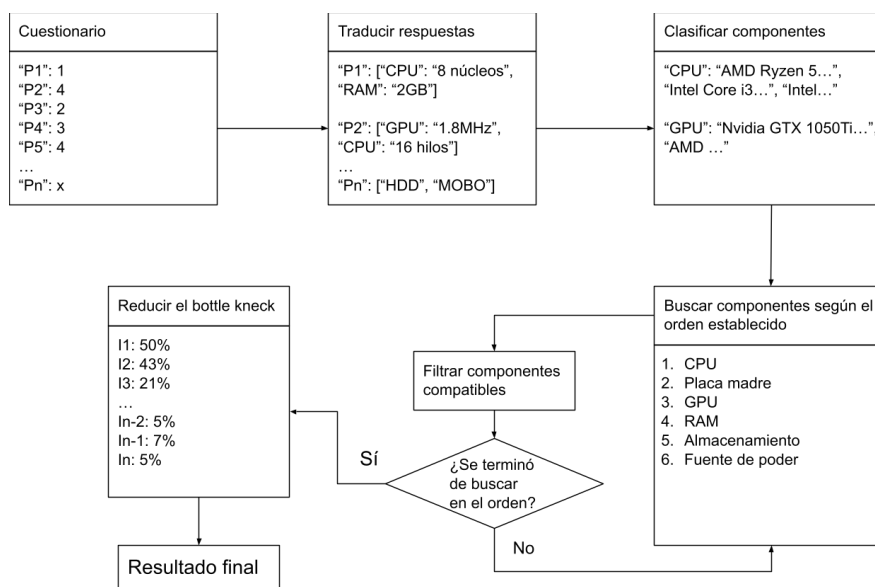 Cuestionario
“P1”: 1
“P2”: 4
“P3”: 2
“P4”: 3
“P5”: 4
…
“Pn”: x
Traducir respuestas
“P1”: [“CPU”: “8 núcleos”,
“RAM”: “2GB”]
“P2”: [“GPU”: “1.8MHz”,
“CPU”: “16 hilos”]
…
“Pn”: [“HDD”, “MOBO”]
Clasificar componentes
“CPU”: “AMD Ryzen 5…”,
“Intel Core i3…”, “Intel…”
“GPU”: “Nvidia GTX 1050Ti…”,
“AMD …”
Buscar componentes según el
orden establecido
1. CPU
2. Placa madre
3. GPU
4. RAM
5. Almacenamiento
6. Fuente de poder
Filtrar componentes
compatibles
¿Se terminó
de buscar
en el orden?
Sí
No
Reducir el bottle kneck
I1: 50%
I2: 43%
I3: 21%
…
In-2: 5%
In-1: 7%
In: 5%
Resultado final